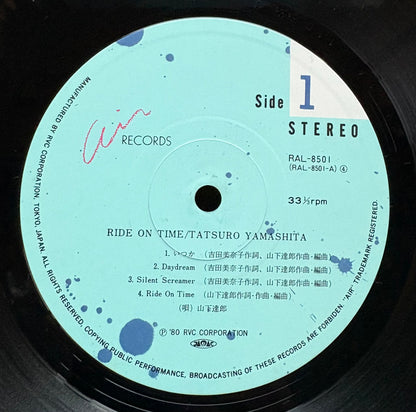 Side 1
STEREO
Air RECORDS
RAL-8501
(RAL-8501-A) ④
33⅓rpm
RIDE ON TIME/TATSURO YAMASHITA
1. いつか (吉田美奈子作詞、山下達郎作曲・編曲)
2. Daydream (吉田美奈子作詞、山下達郎作曲・編曲)
3. Silent Screamer (吉田美奈子作詞、山下達郎作曲・編曲)
4. Ride On Time (山下達郎作詞・作曲・編曲)
(唄) 山下達郎
Ⓟ '80 RVC CORPORATION
JASRAC
MANUFACTURED BY RVC CORPORATION, TOKYO, JAPAN. ALL RIGHTS RESERVED. COPYING PUBLIC PERFORMANCE, BROADCASTING OF THESE RECORDS ARE FORBIDDEN "AIR" TRADEMARK REGISTERED.